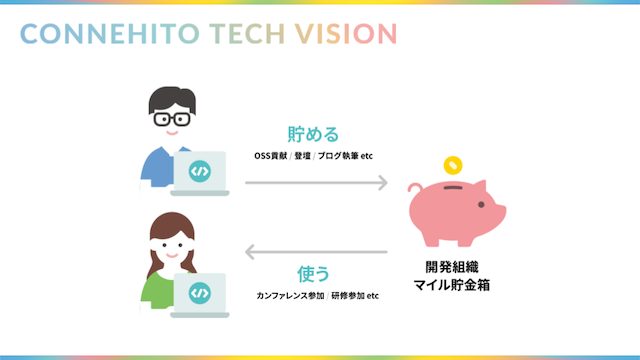 CONNEHITO TECH VISION
貯める
OSS貢献 / 登壇 / ブログ執筆 etc
</>
使う
カンファレンス参加 / 研修参加 etc
</>
開発組織
マイル貯金箱